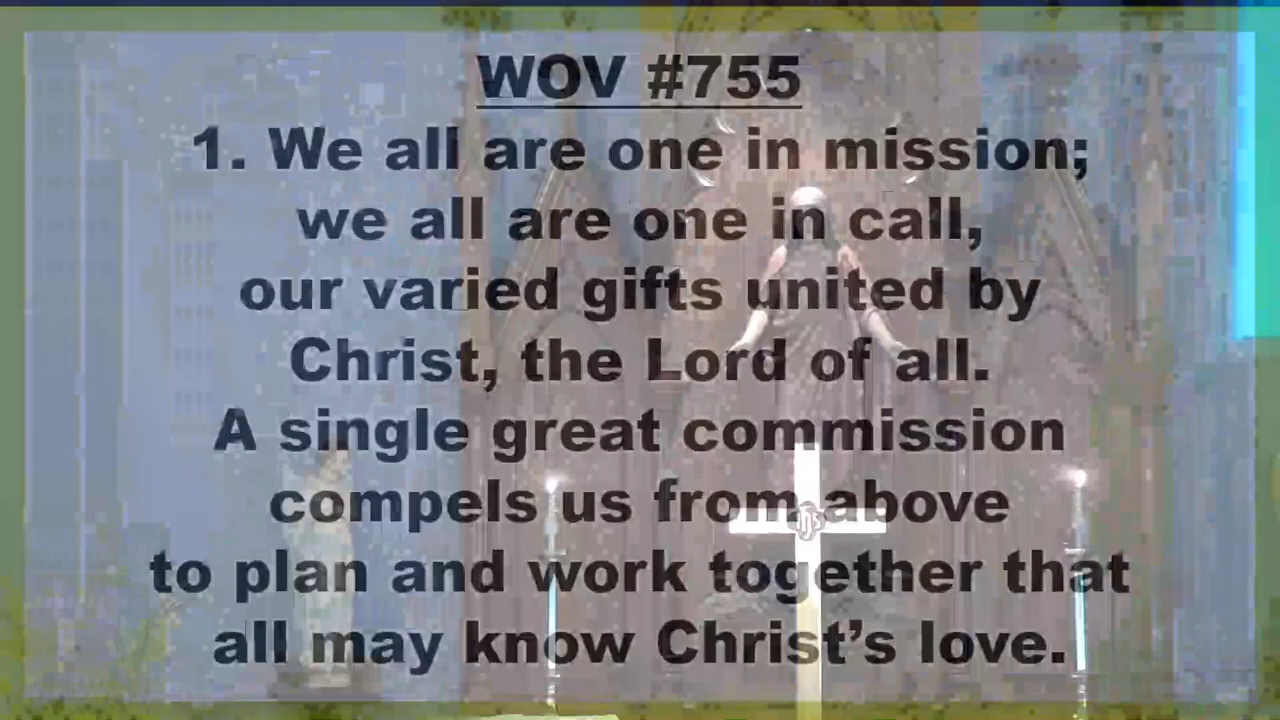 WOV #755
1. We all are one in mission;
we all are one in call,
our varied gifts united by
Christ, the Lord of all.
A single great commission
compels us from above
to plan and work together that
all may know Christ’s love.